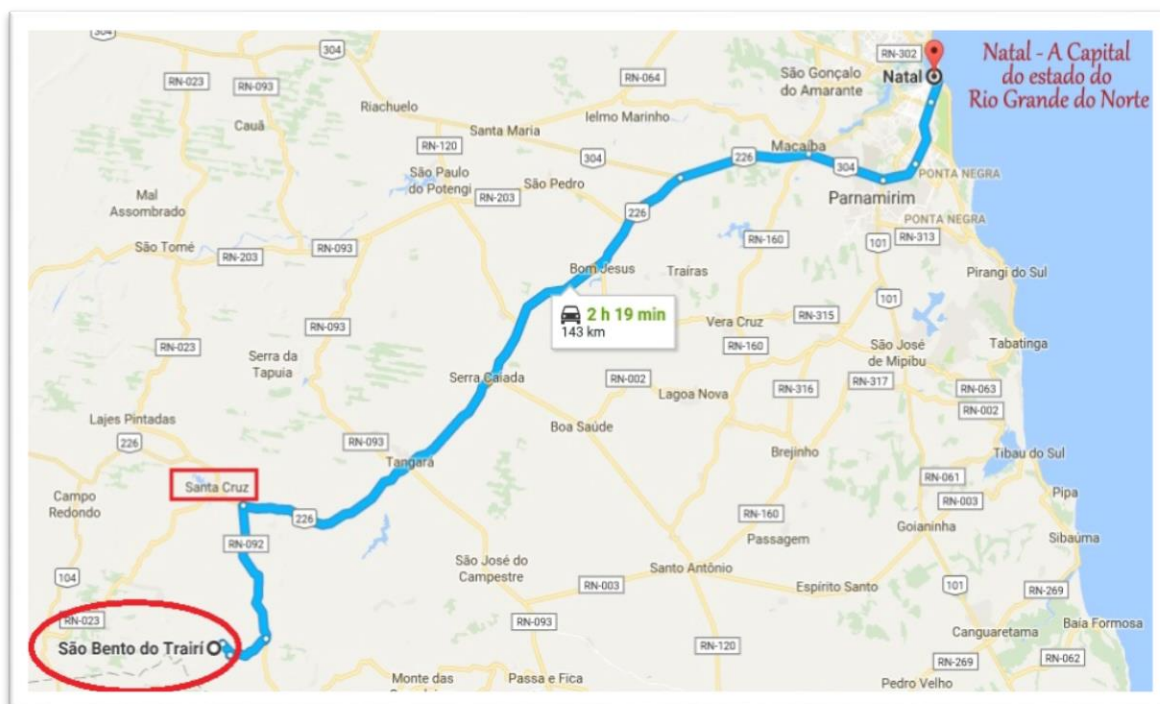 304
RN-302
Natal - A Capital
do estado do
Rio Grande do Norte
304
RN-023
RN-093
RN-064
São Gonçalo
do Amarante
Natal
Riachuelo
Ielmo Marinho
Cauã
Santa Maria
RN-120
304
226
Macaíba
304
São Paulo
do Potengi
São Pedro
RN-203
PONTA NEGRA
Mal
Assombrado
226
Parnamirim
PONTA NEGRA
São Tomé
RN-203
RN-093
RN-160
101
RN-313
Bom Jesus
Traíras
Pirangi do Sul
2 h 19 min
143 km
101
RN-093
Vera Cruz
RN-315
RN-023
RN-160
São José
de Mipibu
Tabatinga
Serra da
Tapuia
Serra Caiada
RN-002
Lagoa Nova
RN-316
RN-317
RN-063
RN-002
Lajes Pintadas
226
RN-093
Boa Saúde
Tangará
Brejinho
Tibau do Sul
Santa Cruz
RN-061
RN-003
Pipa
Campo
Redondo
226
RN-160
Goianinha
RN-092
Passagem
Sibaúma
São José do
Campestre
Santo Antônio
104
RN-003
Espírito Santo
101
RN-269
RN-023
RN-093
Baía Formosa
São Bento do Trairí
RN-120
Canguaretama
RN-269
RN-062
Monte das
Passa e Fica
Pedro Velho